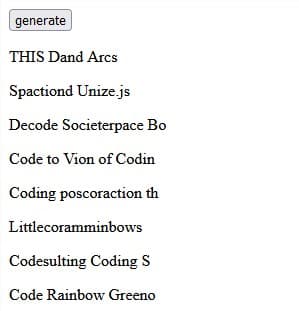 generate
THIS Dand Arcs
Spactiond Unize.js
Decode Societerpace Bo
Code to Vion of Codin
Coding poscoraction th
Littlecoramminbows
Codesulting Coding S
Code Rainbow Greeno